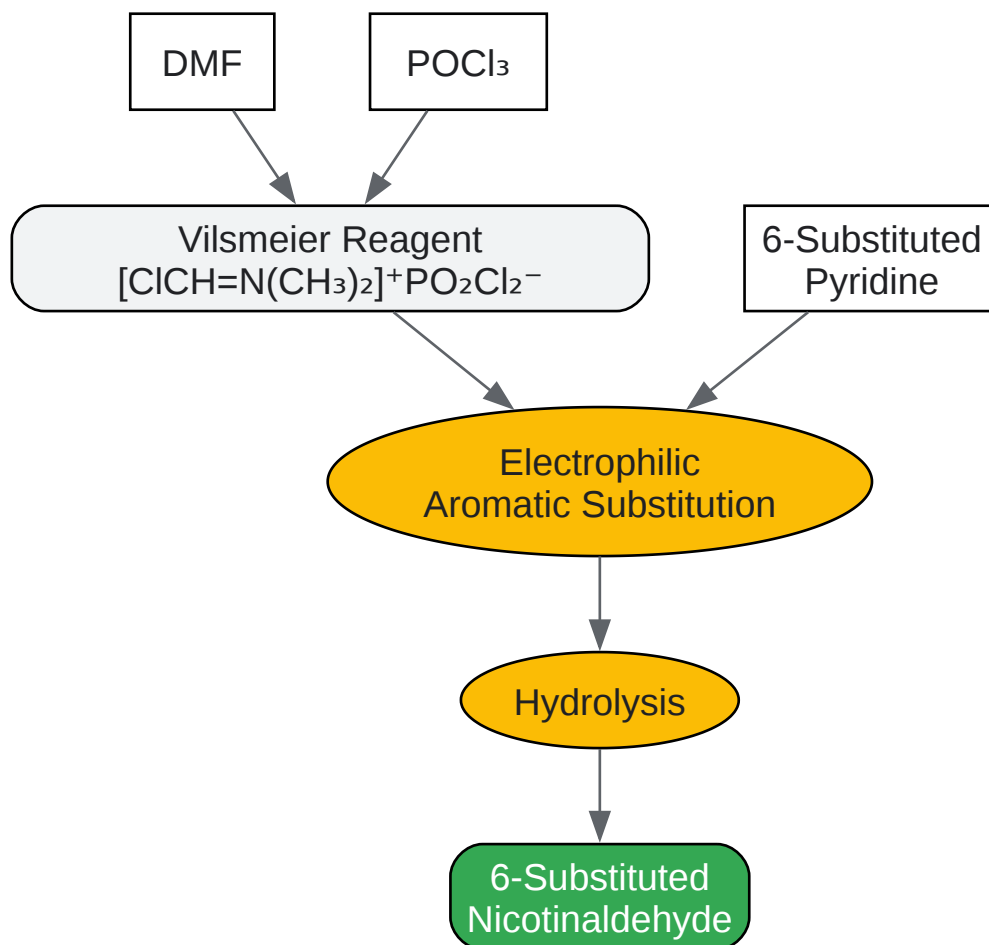 DMF
POCl₃
Vilsmeier Reagent
[ClCH=N(CH₃)₂]⁺PO₂Cl₂⁻
6-Substituted
Pyridine
Electrophilic
Aromatic Substitution
Hydrolysis
6-Substituted
Nicotinaldehyde